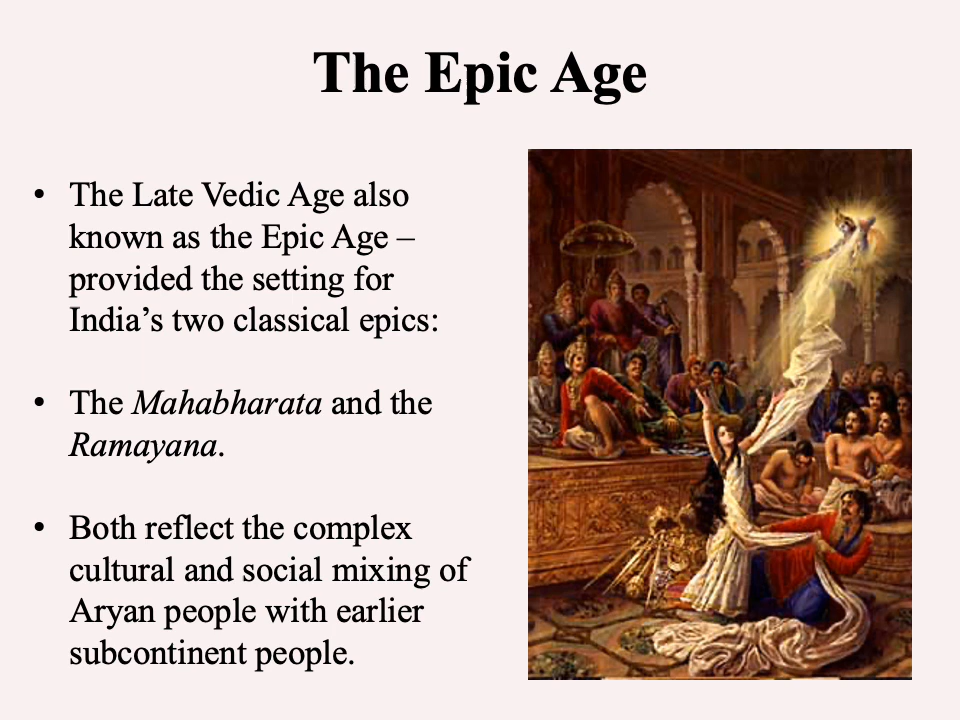 The Epic Age
• The Late Vedic Age also
known as the Epic Age –
provided the setting for
India’s two classical epics:
• The Mahabharata and the
Ramayana.
• Both reflect the complex
cultural and social mixing of
Aryan people with earlier
subcontinent people.